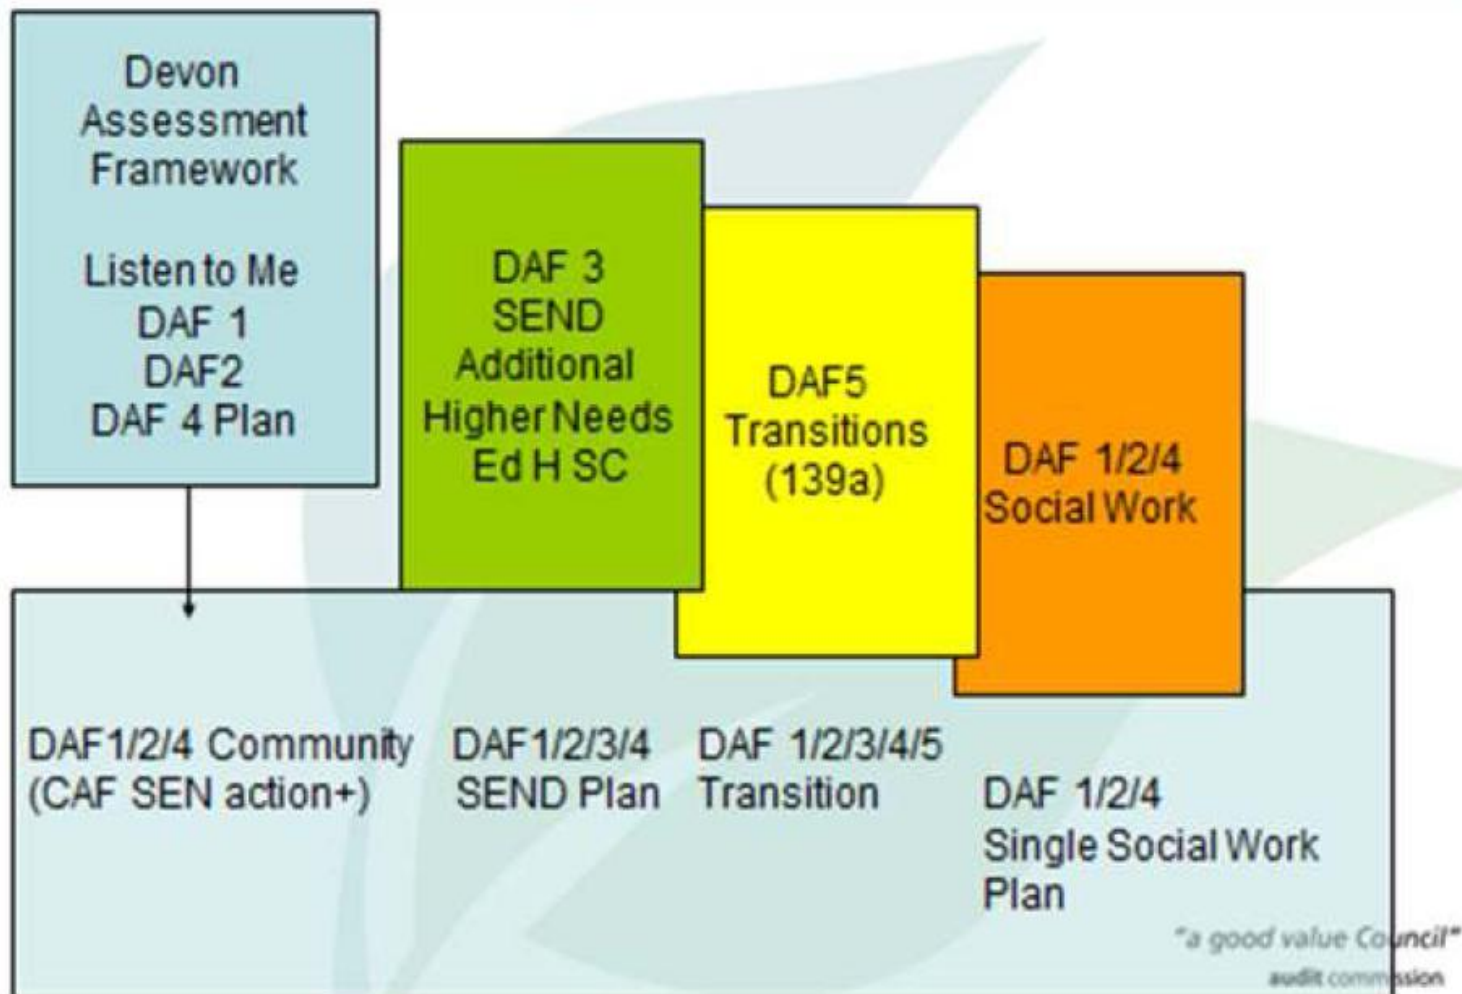 Devon
Assessment
Framework
Listen to Me
DAF 1
DAF2
DAF 4 Plan
DAF 3
SEND
Additional
Higher Needs
Ed H SC
DAF5
Transitions
(139a)
DAF 1/2/4
Social Work
DAF1/2/4 Community
(CAF SEN action+)
DAF1/2/3/4
SEND Plan
DAF 1/2/3/4/5
Transition
DAF 1/2/4
Single Social Work
Plan
"a good value Council"
audit commission